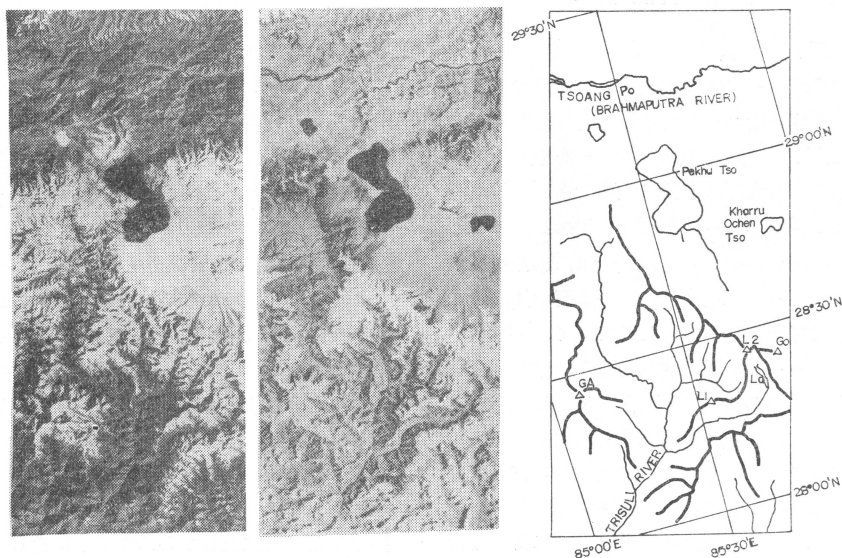 29°30'N
TSOANG Po
(BRAHMAPUTRA RIVER)
29°00'N
Pekhu Tso
Kharru
Ochen
Tso
28°30'N
L2
Go
GA
La
L1
TRISULI RIVER
28°00'N
85°00'E
85°30'E